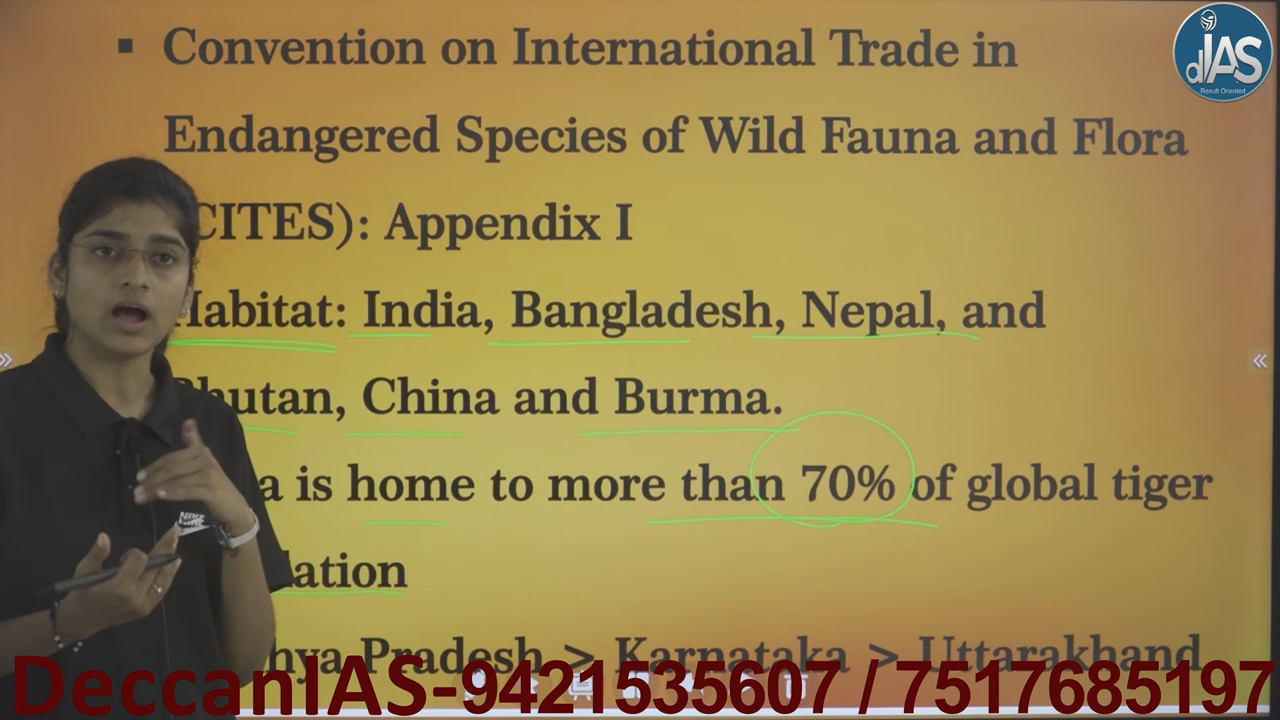 ▪ Convention on International Trade in
Endangered Species of Wild Fauna and Flora
CITES): Appendix I
Habitat: India, Bangladesh, Nepal, and
Bhutan, China and Burma.
is home to more than 70% of global tiger
Pradesh > Karnataka > Uttarakhand
DeccanIAS-9421535607 / 7517685197
dIAS
Result Oriented
NIKE